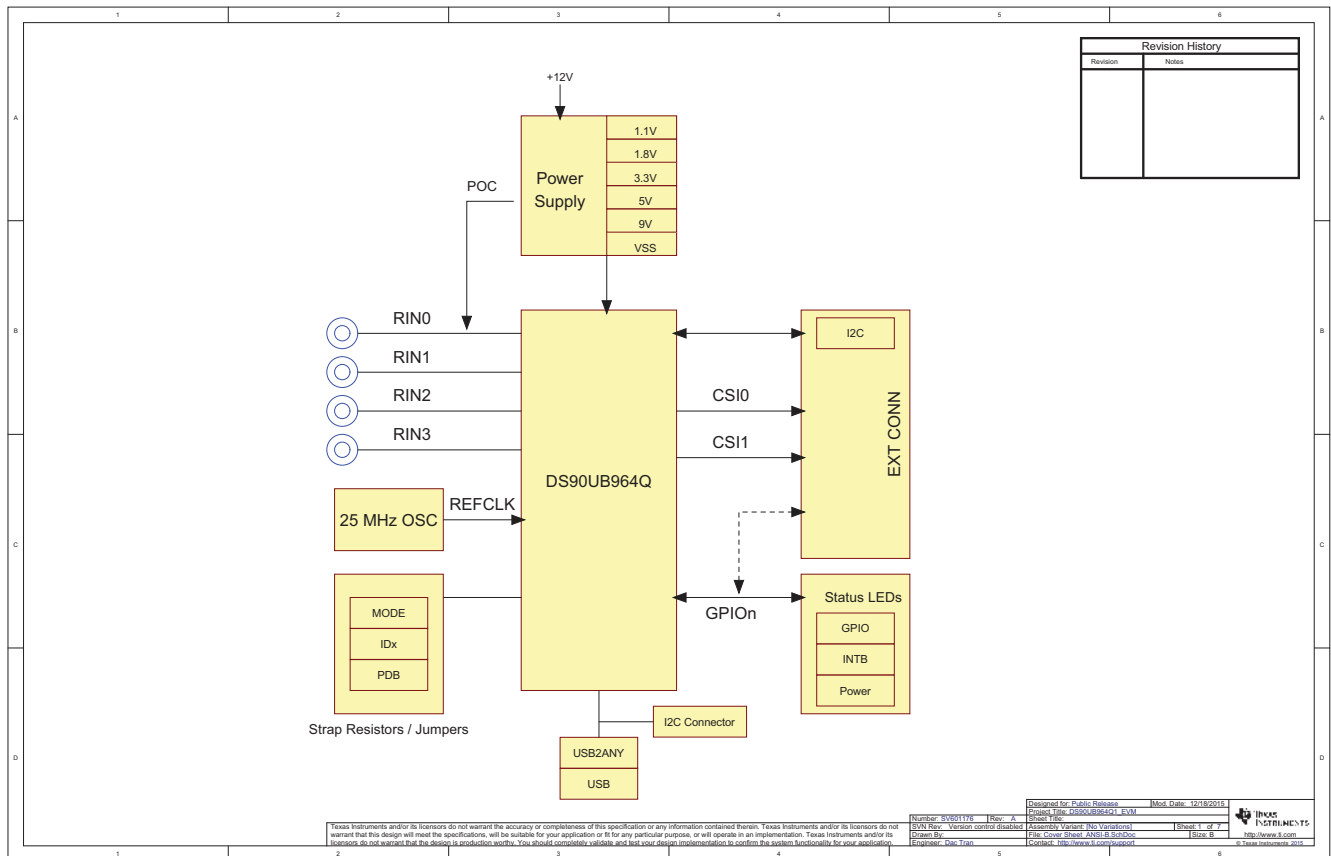 1 2 3 4 5 6
Revision History
Revision Notes
+12V
A A
1.1V
1.8V
Power
Supply
3.3V
POC
5V
9V
VSS
B B
RIN0
I2C
RIN1
RIN2
CSI0
RIN3
CSI1
EXT CONN
DS90UB964Q
REFCLK
25 MHz OSC
C C
Status LEDs
MODE
GPIOn
GPIO
IDx
INTB
PDB
Power
Strap Resistors / Jumpers
I2C Connector
USB2ANY
D D
USB
Texas Instruments and/or its licensors do not warrant the accuracy or completeness of this specification or any information contained therein. Texas Instruments and/or its licensors do not
warrant that this design will meet the specifications, will be suitable for your application or fit for any particular purpose, or will operate in an implementation. Texas Instruments and/or its
licensors do not warrant that the design is production worthy. You should completely validate and test your design implementation to confirm the system functionality for your application.
Designed for: Public Release Mod. Date: 12/18/2015
Project Title: DS90UB964Q1_EVM
Number: SV601176 Rev: A Sheet Title:
SVN Rev: Version control disabled Assembly Variant: [No Variations] Sheet: 1 of 7
Drawn By: File: Cover Sheet_ANSI-B.SchDoc Size: B
Engineer: Dac Tran Contact: http://www.ti.com/support
Texas
Instruments
http://www.ti.com
© Texas Instruments 2015
1 2 3 4 5 6